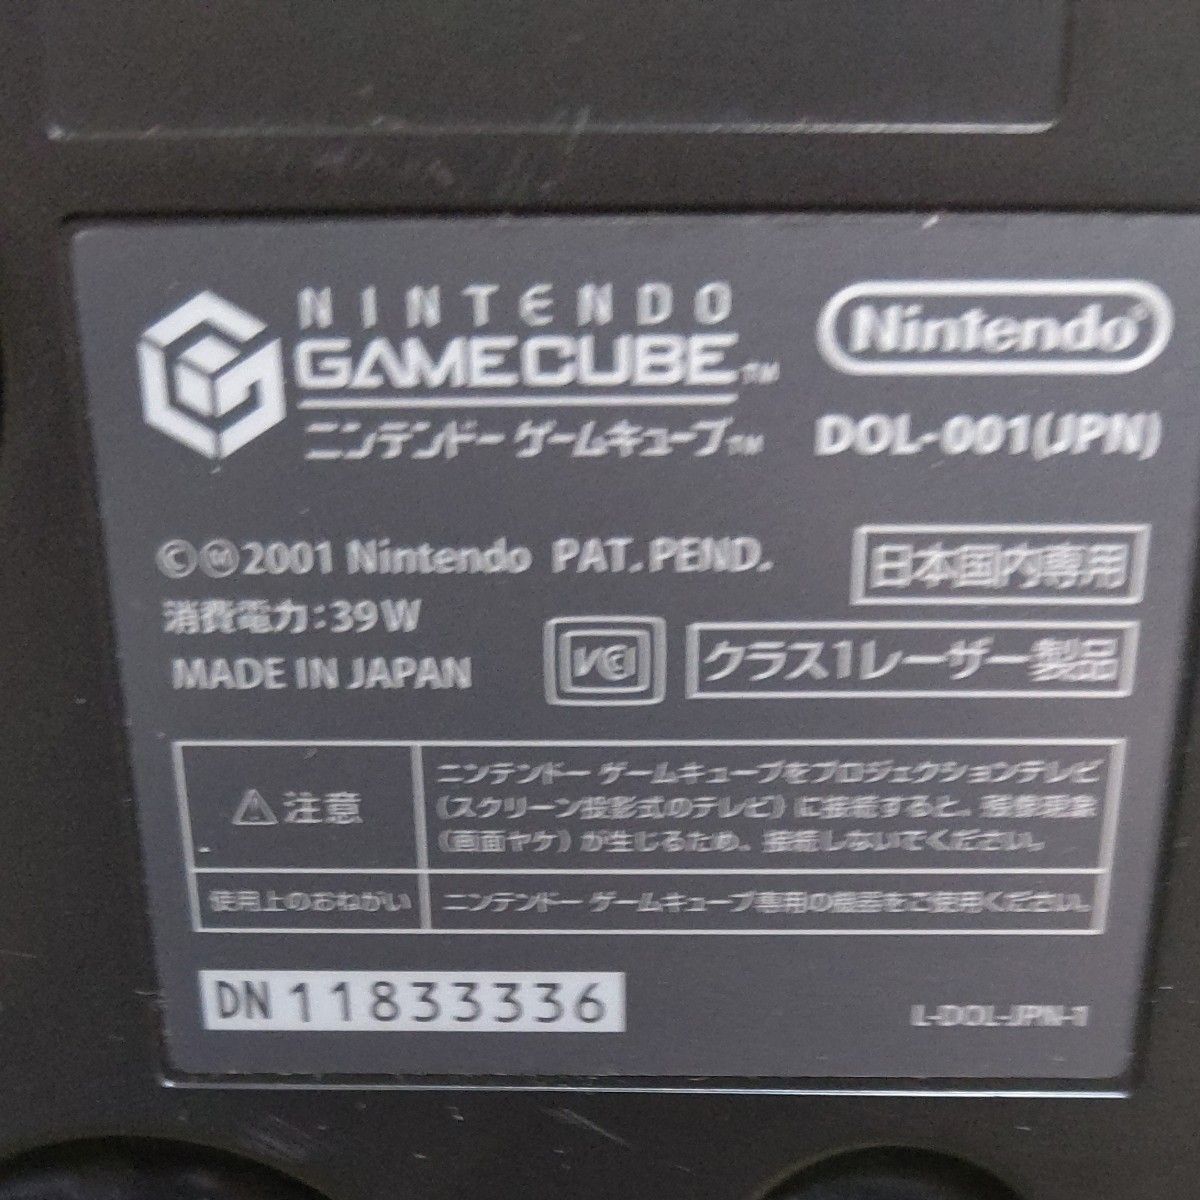 NINTENDO
GAMECUBE™
ニンテンドー ゲームキューブ™
Nintendo®
DOL-001(JPN)
©Ⓜ2001 Nintendo PAT. PEND.
日本国内専用
消費電力:39W
MADE IN JAPAN
VCI
クラス1レーザー製品
⚠注意
ニンテンドー ゲームキューブをプロジェクションテレビ
(スクリーン投影式のテレビ)に接続すると、残像現象
(画面ヤケ)が生じるため、接続しないでください。
使用上のおねがい
ニンテンドー ゲームキューブ専用の機器をご使用ください。
DN 11833336
L-DOL-JPN-1